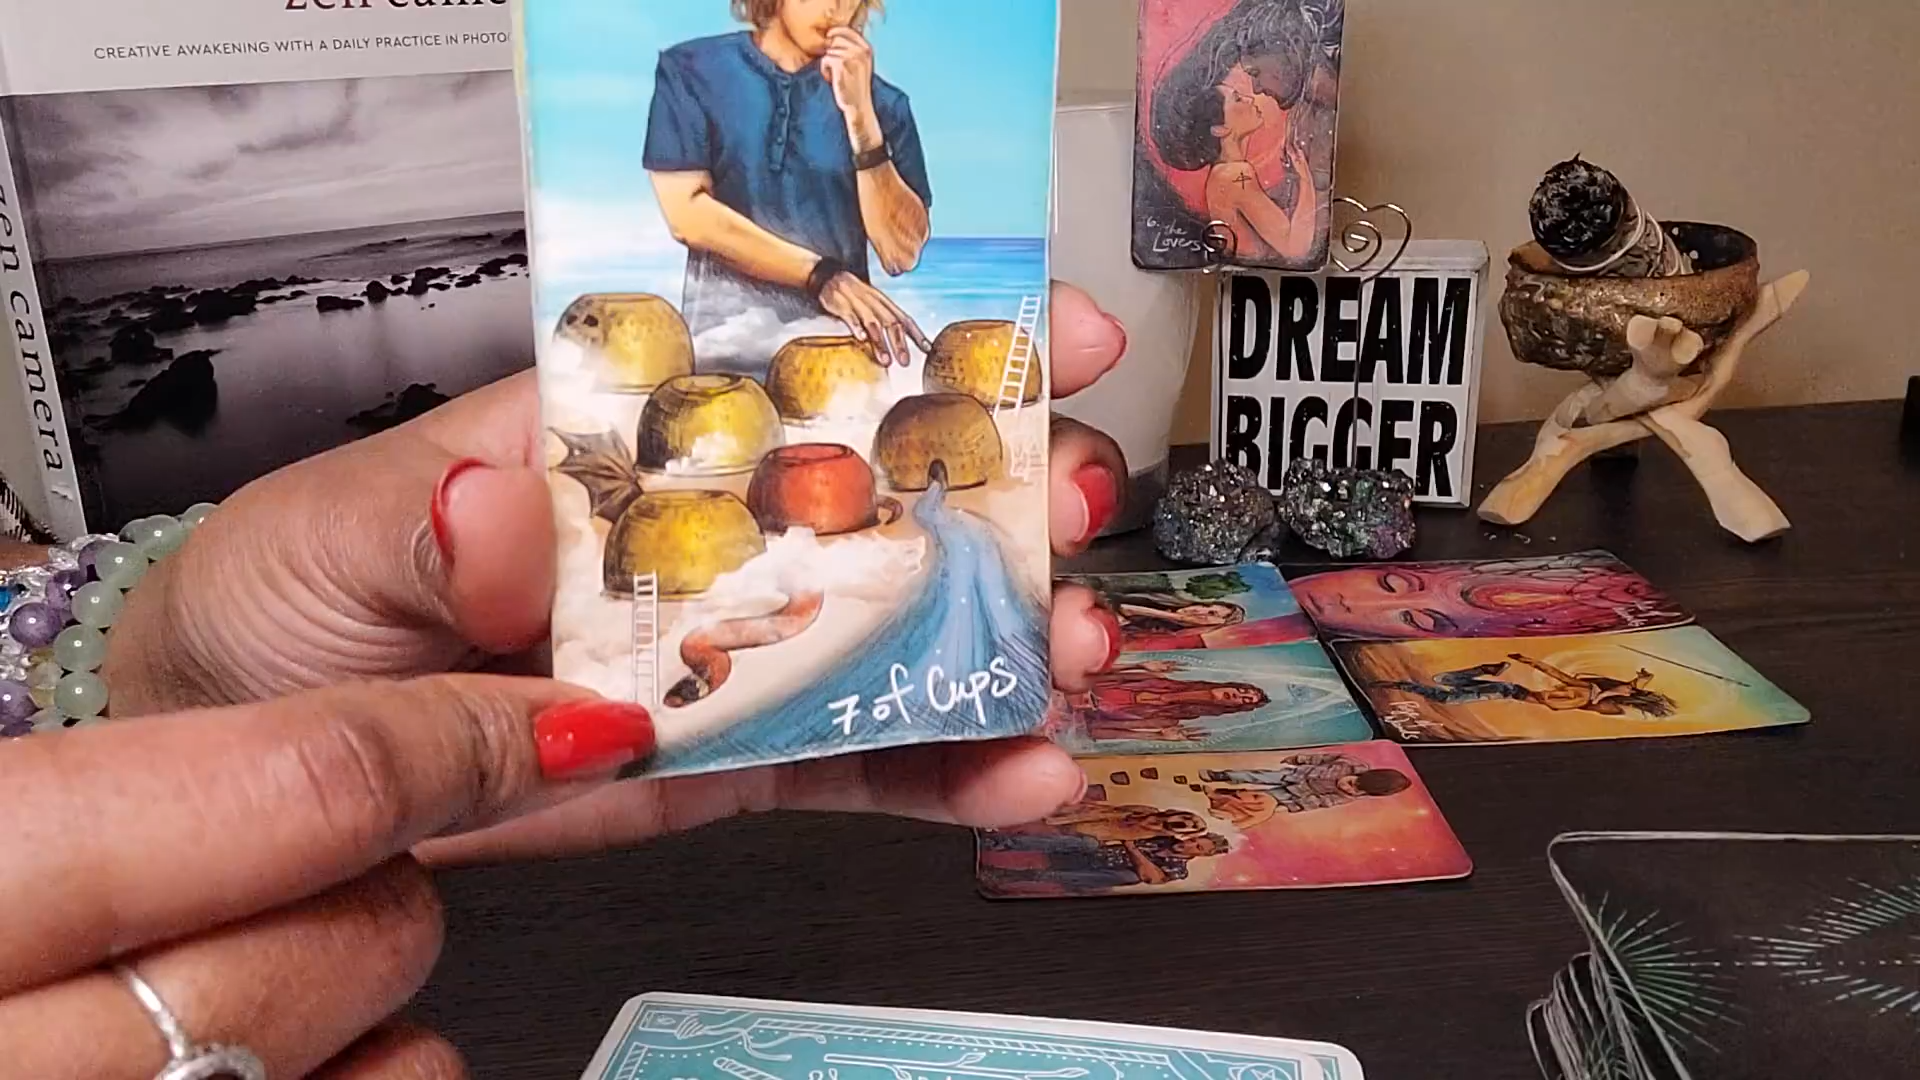 CREATIVE AWAKENING WITH A DAILY PRACTICE IN PHOTO
zen camera
7 of Cups
6. The
Lovers
DREAM
BIGGER